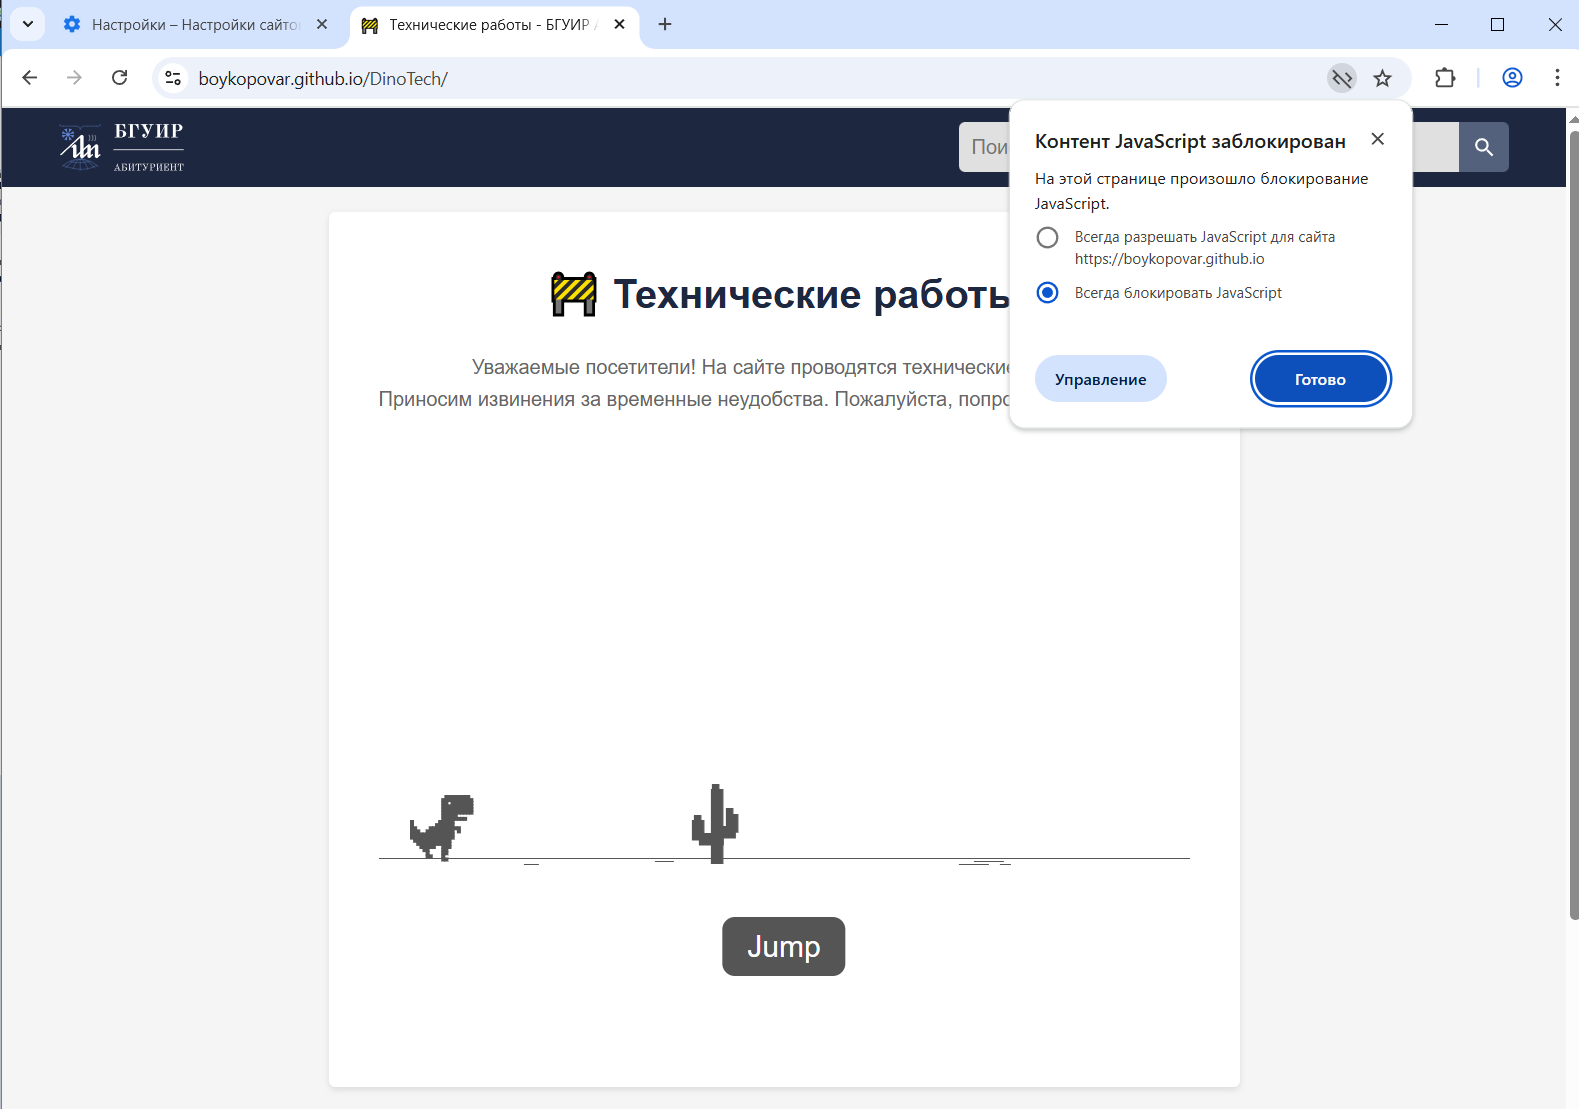 Настройки – Настройки сайто
Технические работы - БГУИР
boykopovar.github.io/DinoTech/
БГУИР
АБИТУРИЕНТ
Пои
Контент JavaScript заблокирован
На этой странице произошло блокирование
JavaScript.
Всегда разрешать JavaScript для сайта
https://boykopovar.github.io
Всегда блокировать JavaScript
Управление
Готово
Технические работы
Уважаемые посетители! На сайте проводятся технические
Приносим извинения за временные неудобства. Пожалуйста, попро
Jump